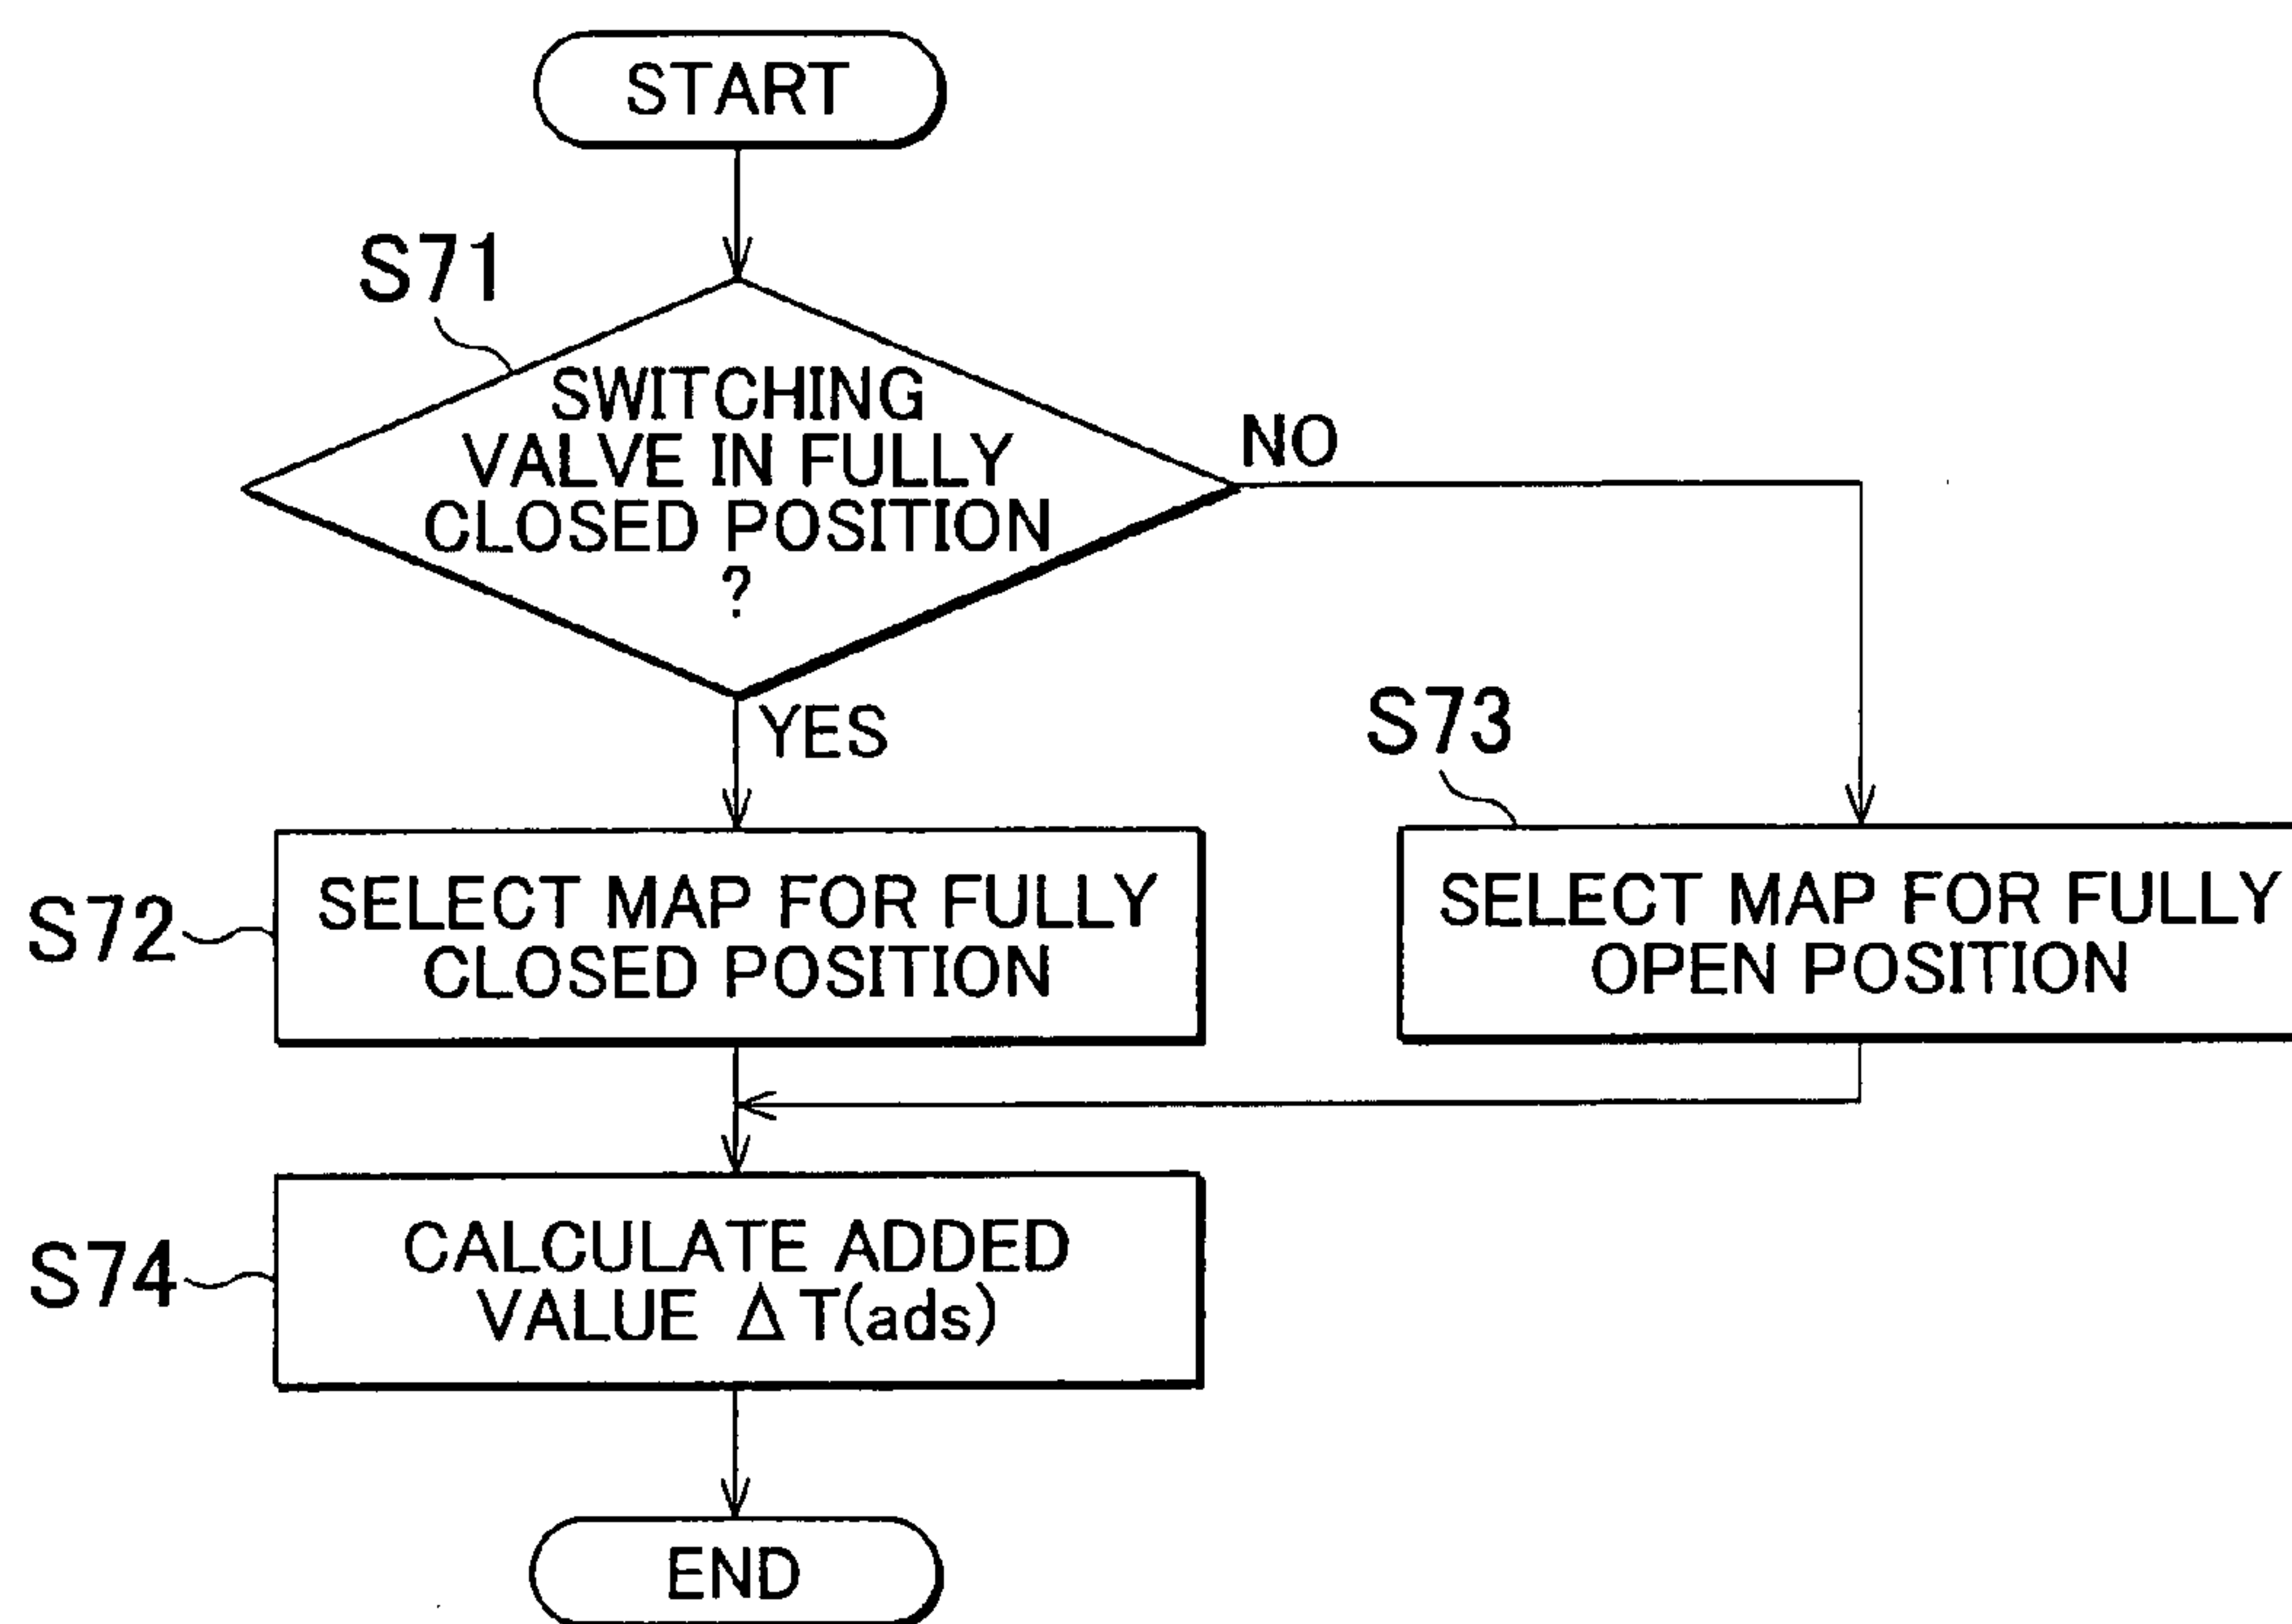 START
S71
SWITCHING
VALVE IN FULLY
CLOSED POSITION
?
NO
YES
S73
S72
SELECT MAP FOR FULLY
CLOSED POSITION
SELECT MAP FOR FULLY
OPEN POSITION
S74
CALCULATE ADDED
VALUE Δ T(ads)
END